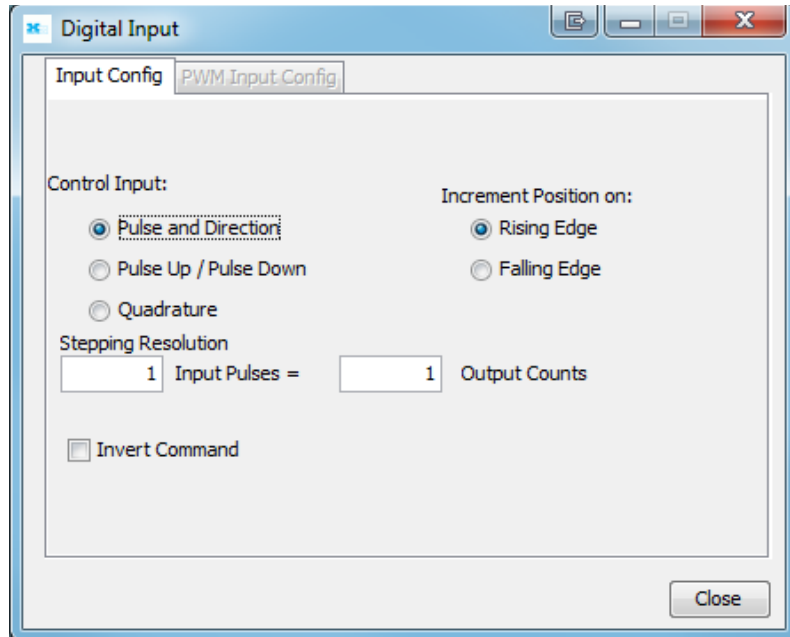 Digital Input
Input Config PWM Input Config
Control Input:
Increment Position on:
Pulse and Direction
Rising Edge
Pulse Up / Pulse Down
Falling Edge
Quadrature
Stepping Resolution
1 Input Pulses = 1 Output Counts
Invert Command
Close